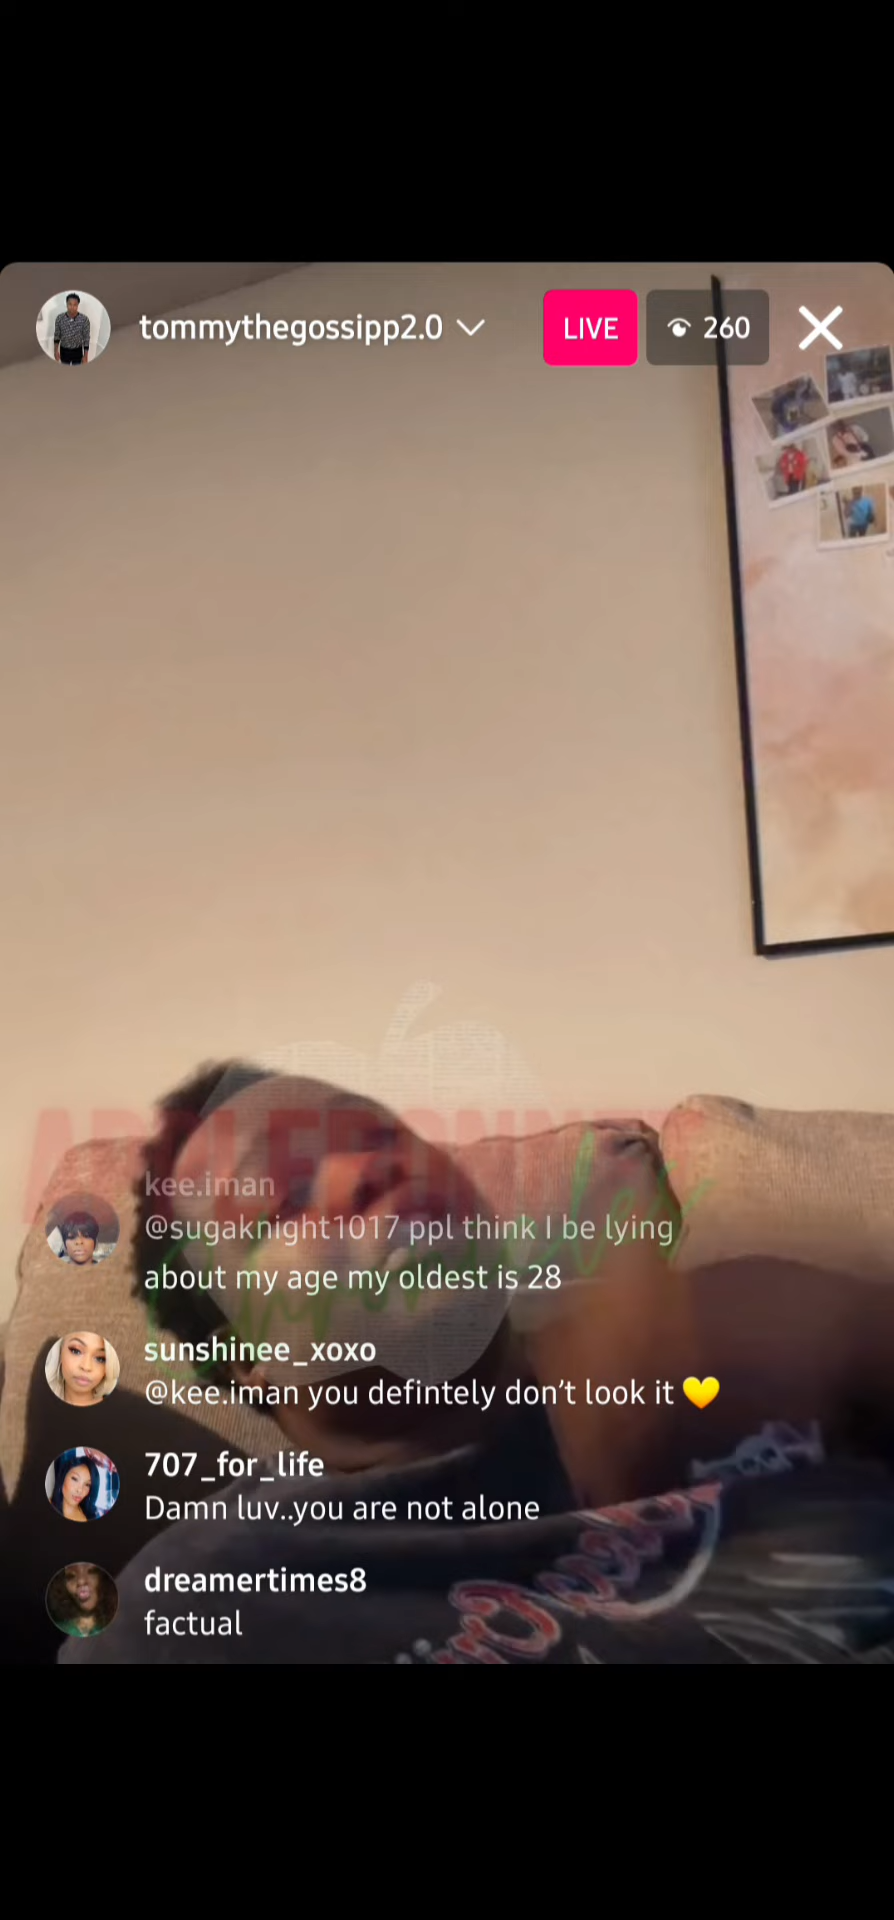 tommythegossipp2.0
LIVE
260
APPLEBONNET
kee.iman
@sugaknight1017 ppl think I be lying
about my age my oldest is 28
sunshinee_xoxo
@kee.iman you defintely don't look it 💛
707_for_life
Damn luv..you are not alone
dreamertimes8
factual